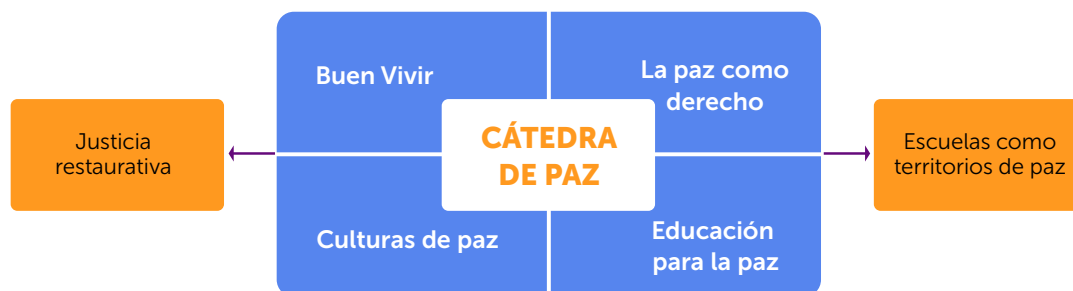 Buen Vivir
La paz como
derecho
Justicia
restaurativa
CÁTEDRA
DE PAZ
Escuelas como
territorios de paz
Culturas de paz
Educación
para la paz